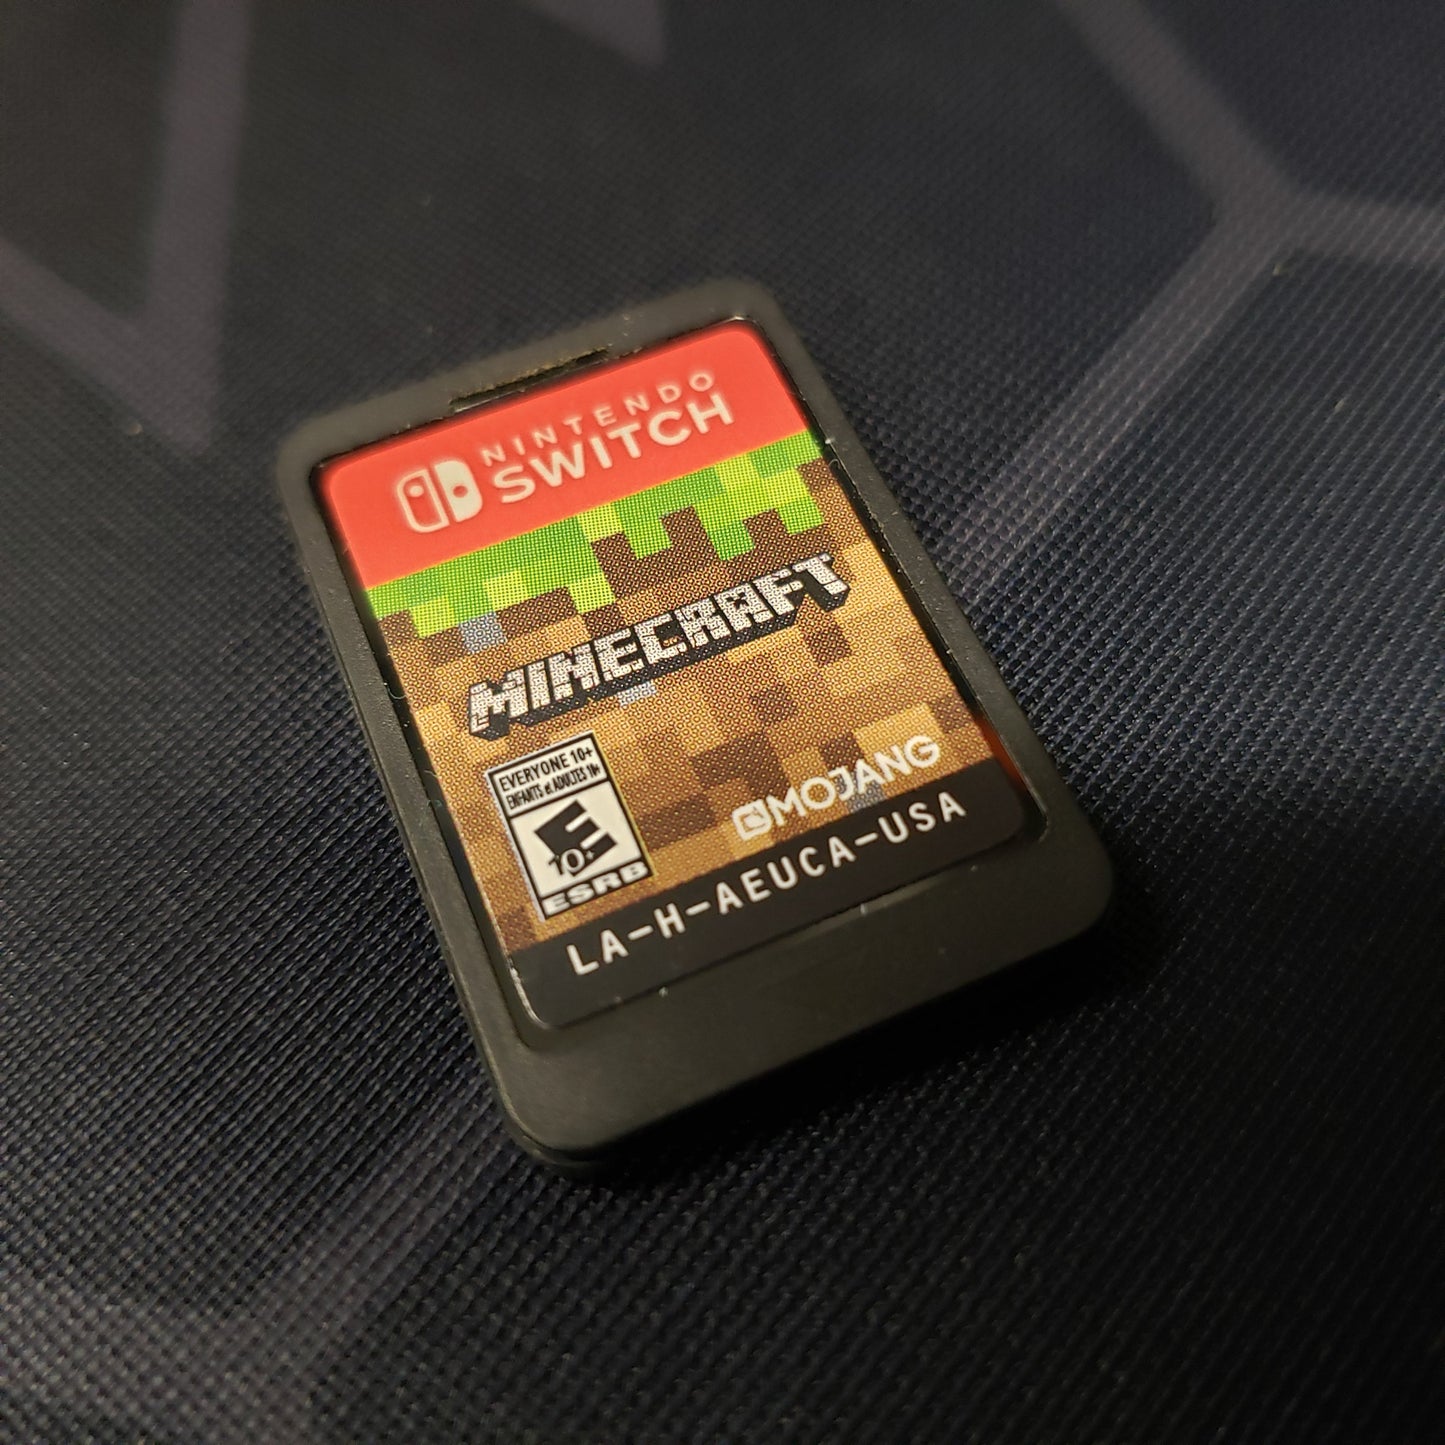 NINTENDO
SWITCH
MINECRAFT
EVERYONE 10+
ENFANTS et ADULTES 10+
E
10+
ESRB
MOJANG
LA-H-AEUCA-USA